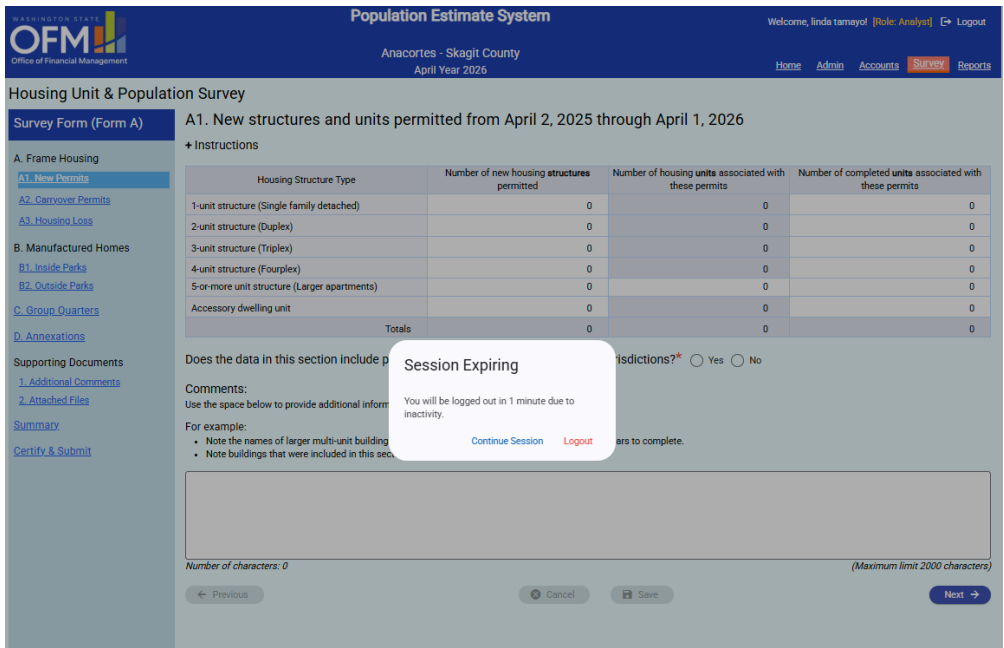 WASHINGTON STATE
OFM
Office of Financial Management
Population Estimate System
Anacortes - Skagit County
April Year 2026
Welcome, linda tamayo! [Role: Analyst] Logout
Home Admin Accounts Survey Reports
Housing Unit & Population Survey
Survey Form (Form A)
A. Frame Housing
A1. New Permits
A2. Carryover Permits
A3. Housing Loss
B. Manufactured Homes
B1. Inside Parks
B2. Outside Parks
C. Group Quarters
D. Annexations
Supporting Documents
1. Additional Comments
2. Attached Files
Summary
Certify & Submit
A1. New structures and units permitted from April 2, 2025 through April 1, 2026
+ Instructions
Housing Structure Type
Number of new housing structures permitted
Number of housing units associated with these permits
Number of completed units associated with these permits
1-unit structure (Single family detached) 0 0 0
2-unit structure (Duplex) 0 0 0
3-unit structure (Triplex) 0 0 0
4-unit structure (Fourplex) 0 0 0
5-or-more unit structure (Larger apartments) 0 0 0
Accessory dwelling unit 0 0 0
Totals 0 0 0
Does the data in this section include p
risdictions?* Yes No
Comments:
Use the space below to provide additional inform
For example:
• Note the names of larger multi-unit building
ars to complete.
• Note buildings that were included in this sec
Session Expiring
You will be logged out in 1 minute due to
inactivity.
Continue Session Logout
Number of characters: 0
(Maximum limit 2000 characters)
Previous Cancel Save Next